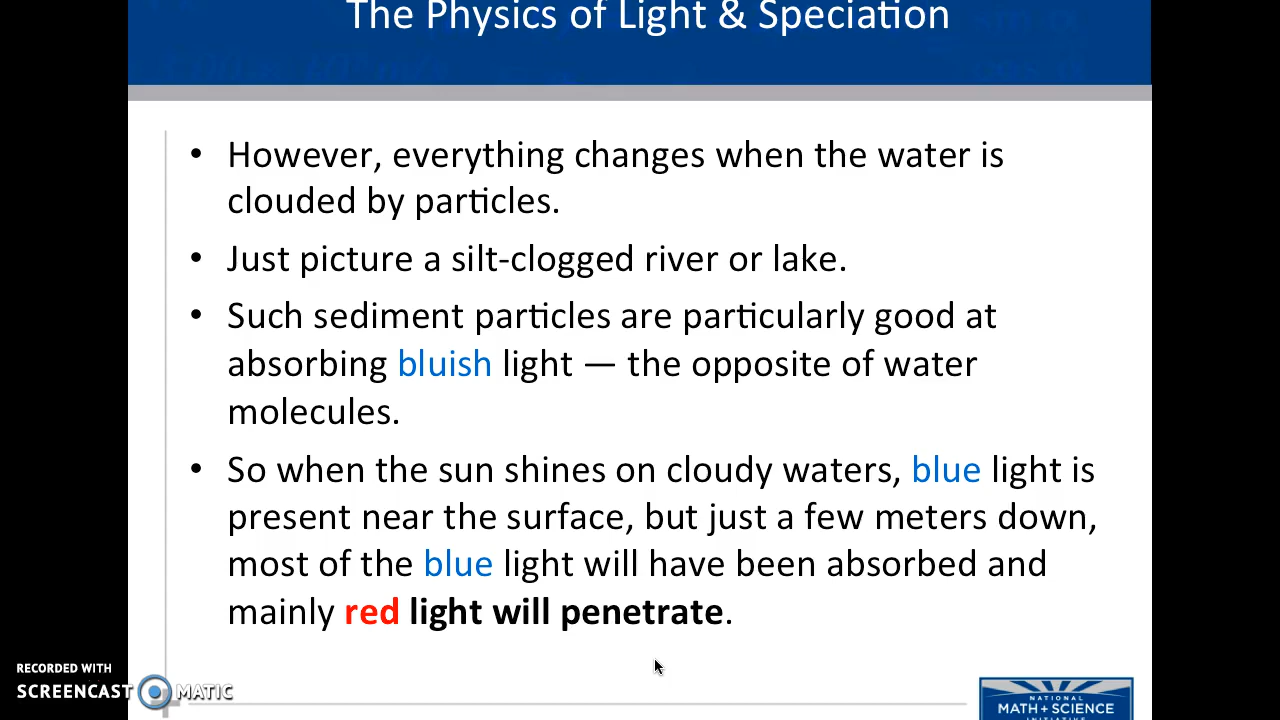 The Physics of Light & Speciation
• However, everything changes when the water is
clouded by particles.
• Just picture a silt-clogged river or lake.
• Such sediment particles are particularly good at
absorbing bluish light — the opposite of water
molecules.
• So when the sun shines on cloudy waters, blue light is
present near the surface, but just a few meters down,
most of the blue light will have been absorbed and
mainly red light will penetrate.
RECORDED WITH
SCREENCAST MATIC
NATIONAL
MATH + SCIENCE
INITIATIVE